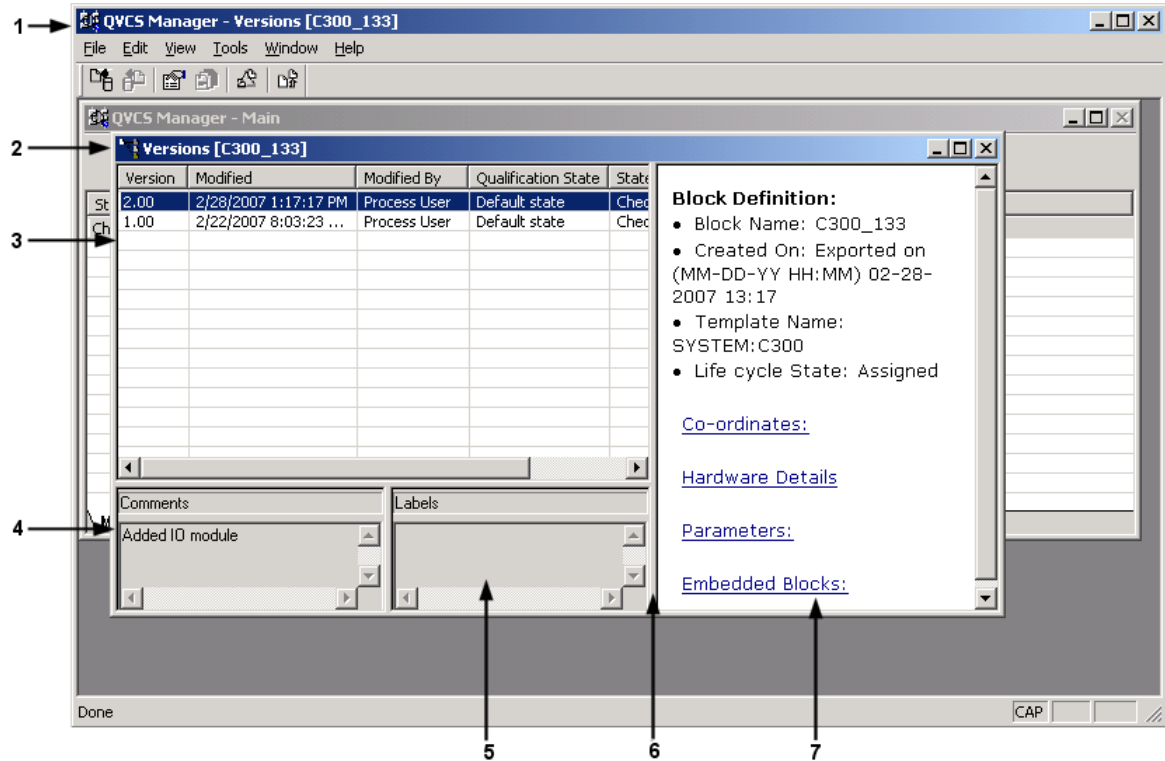 1
QVCS Manager - Versions [C300_133]
File Edit View Tools Window Help
QVCS Manager - Main
2
Versions [C300_133]
Version Modified Modified By Qualification State State
St
2.00 2/28/2007 1:17:17 PM Process User Default state Chec
Ch
1.00 2/22/2007 8:03:23 ... Process User Default state Chec
3
Block Definition:
• Block Name: C300_133
• Created On: Exported on
(MM-DD-YY HH:MM) 02-28-
2007 13:17
• Template Name:
SYSTEM:C300
• Life cycle State: Assigned
Co-ordinates:
Hardware Details
Parameters:
Embedded Blocks:
Comments
Labels
4
M
Added IO module
Done
CAP
5
6
7